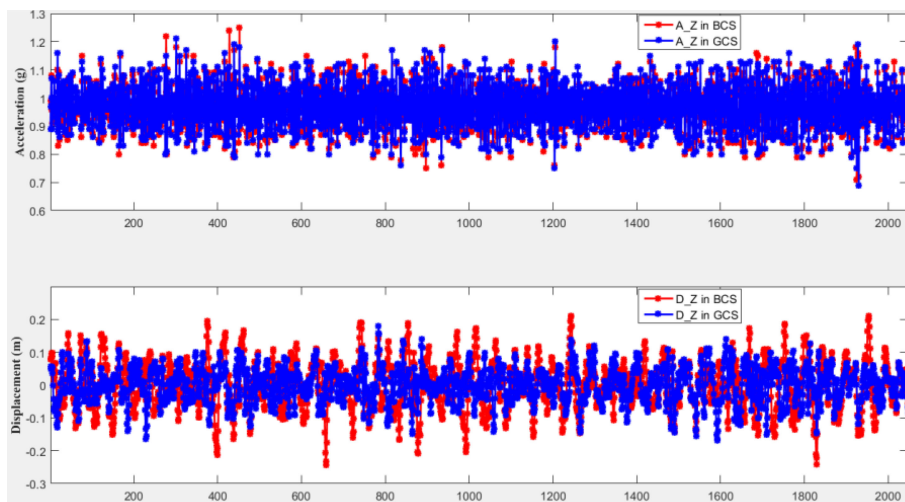 1.3
1.2
1.1
1
0.9
0.8
0.7
0.6
Acceleration (g)
A_Z in BCS
A_Z in GCS
200 400 600 800 1000 1200 1400 1600 1800 2000
0.2
0.1
0
-0.1
-0.2
-0.3
Displacement (m)
D_Z in BCS
D_Z in GCS
200 400 600 800 1000 1200 1400 1600 1800 2000